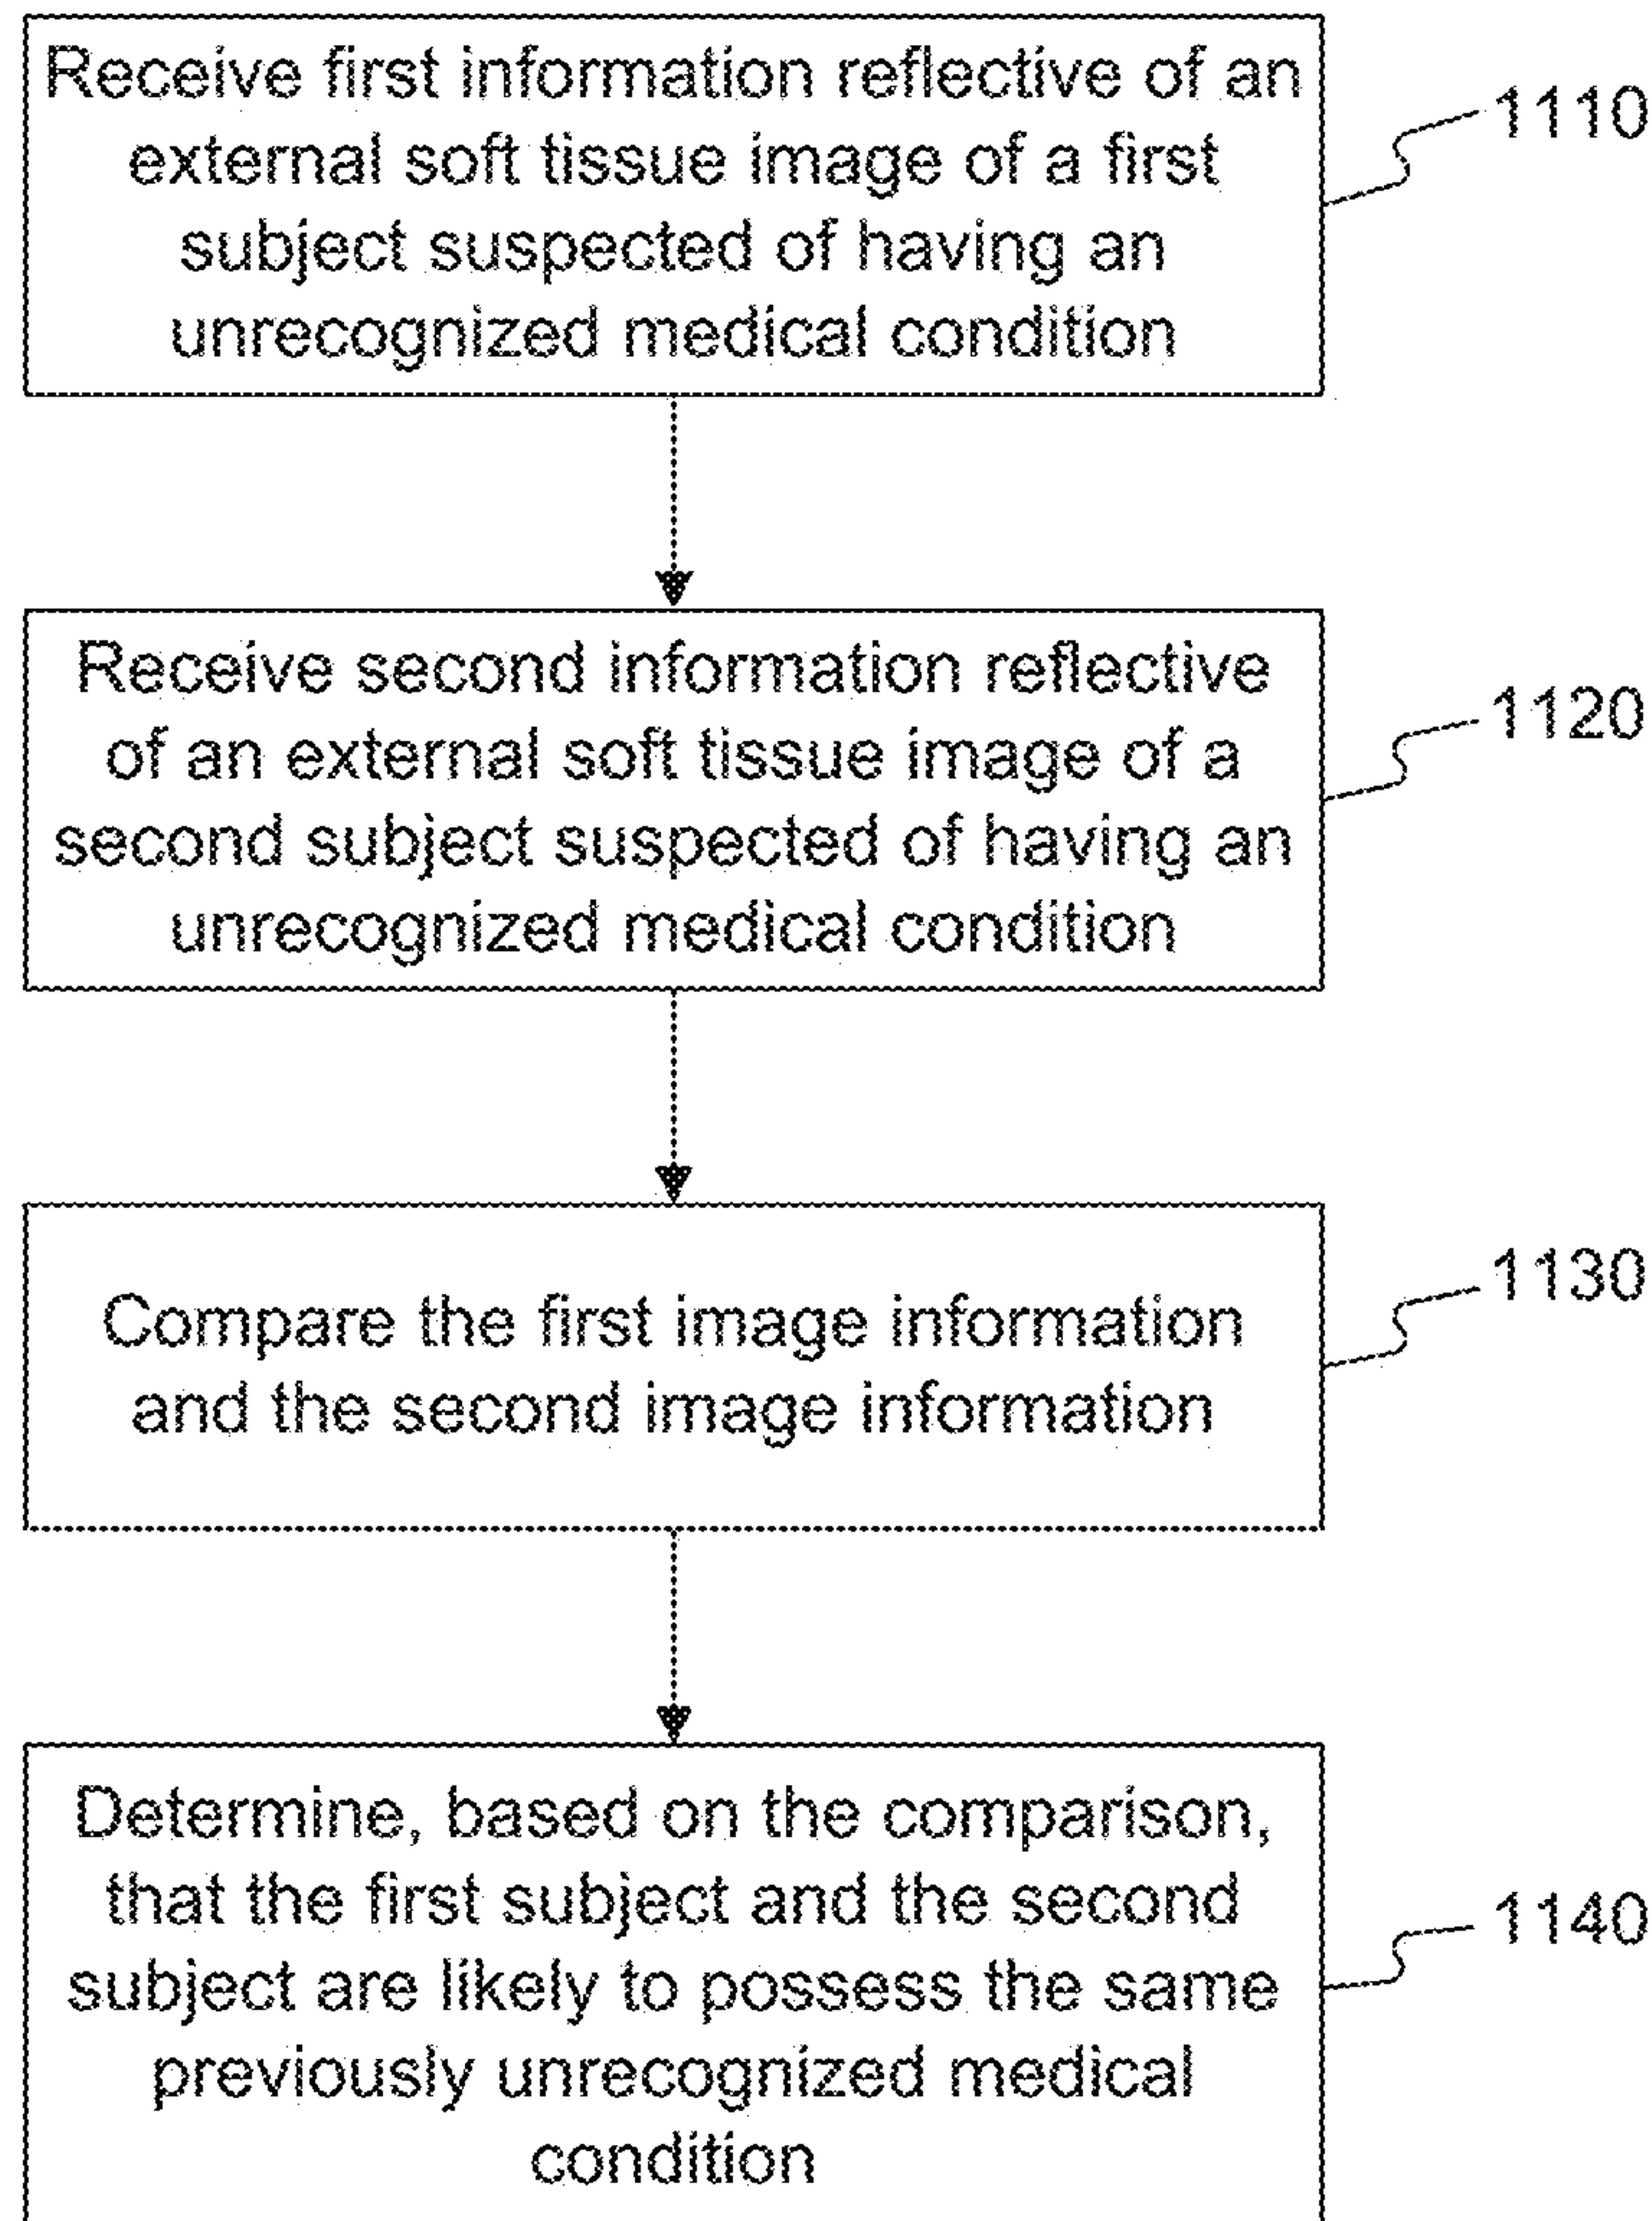 Receive first information reflective of an
external soft tissue image of a first
subject suspected of having an
unrecognized medical condition
1110
Receive second information reflective
of an external soft tissue image of a
second subject suspected of having an
unrecognized medical condition
1120
Compare the first image information
and the second image information
1130
Determine, based on the comparison,
that the first subject and the second
subject are likely to possess the same
previously unrecognized medical
condition
1140